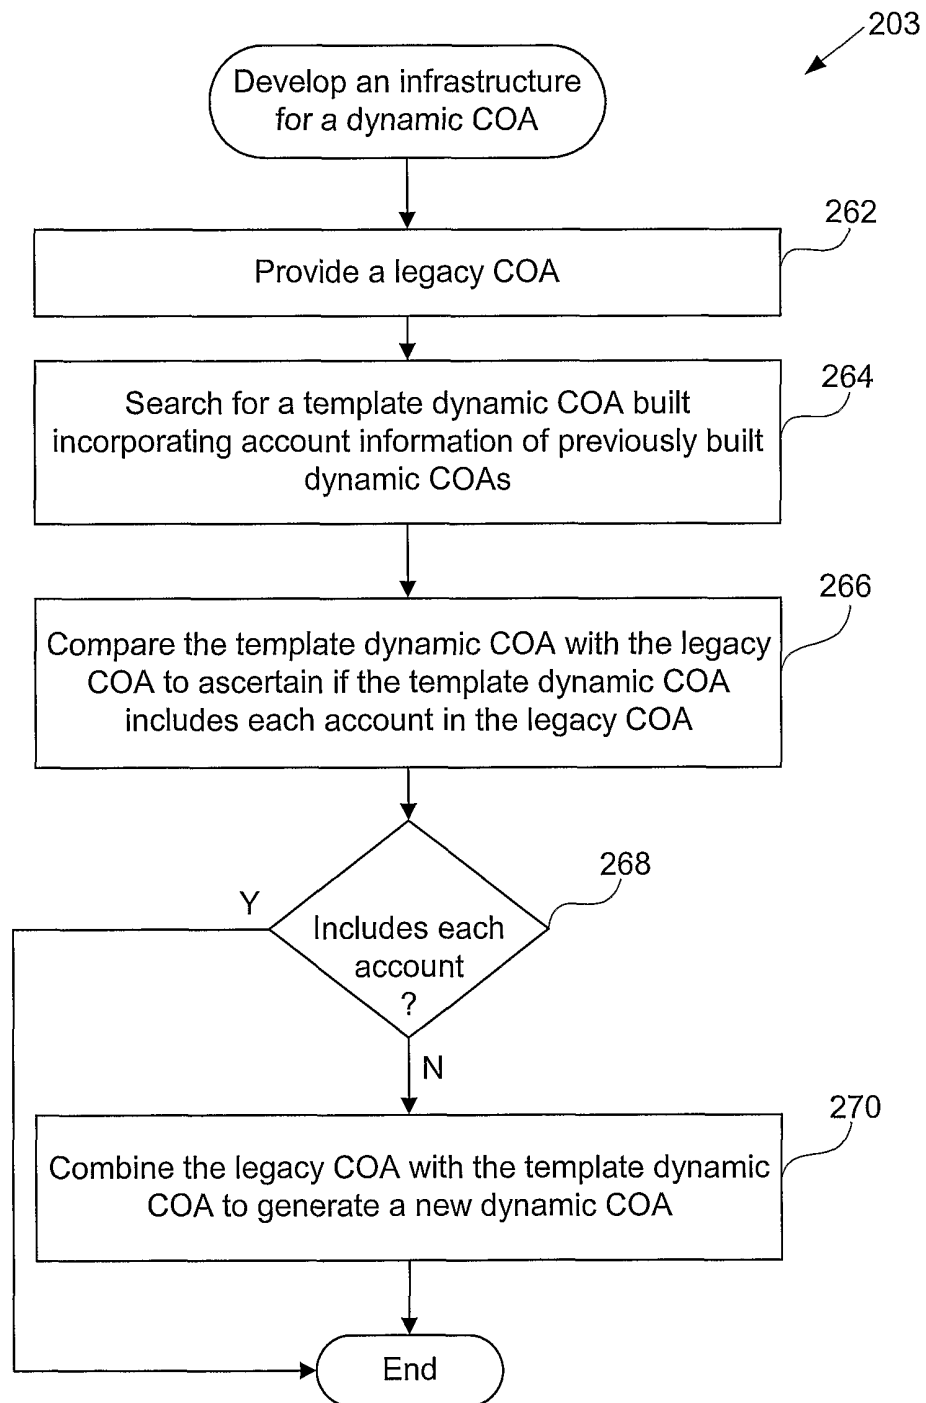 203
Develop an infrastructure
for a dynamic COA
262
Provide a legacy COA
264
Search for a template dynamic COA built
incorporating account information of previously built
dynamic COAs
266
Compare the template dynamic COA with the legacy
COA to ascertain if the template dynamic COA
includes each account in the legacy COA
268
Y
Includes each
account
?
N
270
Combine the legacy COA with the template dynamic
COA to generate a new dynamic COA
End